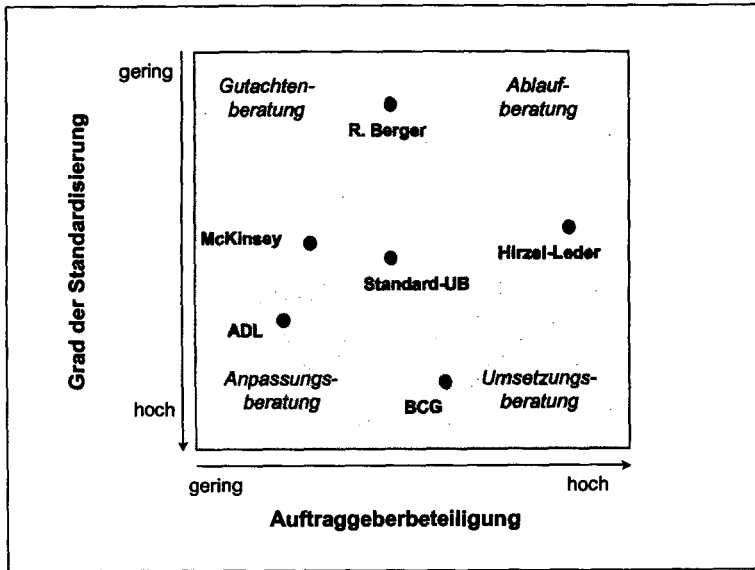 gering
Gutachten-
beratung
Ablauf-
beratung
R. Berger
Grad der Standardisierung
McKinsey
Hirzel-Leder
Standard-UB
ADL
Anpassungs-
beratung
Umsetzungs-
beratung
hoch
BCG
gering
hoch
Auftraggeberbeteiligung